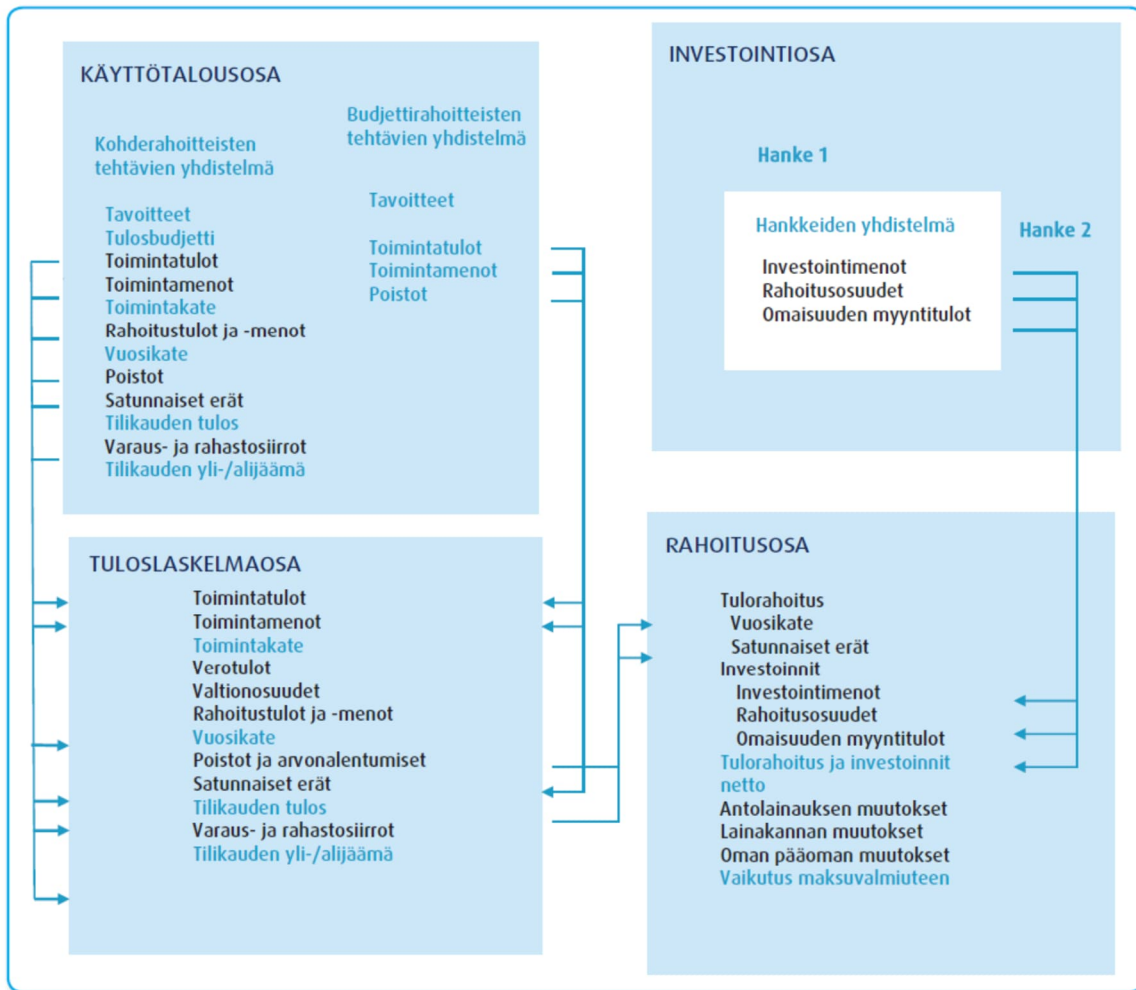 KÄYTTÖTALOUSOSA
Kohderahoitteisten
tehtävien yhdistelmä
Tavoitteet
Tulosbudjetti
Toimintatulot
Toimintamenot
Toimintakate
Rahoitustulot ja -menot
Vuosikate
Poistot
Satunnaiset erät
Tilikauden tulos
Varaus- ja rahastosiirrot
Tilikauden yli-/alijäämä
Budjettirahoitteisten
tehtävien yhdistelmä
Tavoitteet
Toimintatulot
Toimintamenot
Poistot
INVESTOINTIOSA
Hanke 1
Hankkeiden yhdistelmä
Investointimenot
Rahoitusosuudet
Omaisuuden myyntitulot
Hanke 2
TULOSLASKELMAOSA
Toimintatulot
Toimintamenot
Toimintakate
Verotulot
Valtionosuudet
Rahoitustulot ja -menot
Vuosikate
Poistot ja arvonalentumiset
Satunnaiset erät
Tilikauden tulos
Varaus- ja rahastosiirrot
Tilikauden yli-/alijäämä
RAHOITUSOSA
Tulorahoitus
Vuosikate
Satunnaiset erät
Investoinnit
Investointimenot
Rahoitusosuudet
Omaisuuden myyntitulot
Tulorahoitus ja investoinnit
netto
Antolainauksen muutokset
Lainakannan muutokset
Oman pääoman muutokset
Vaikutus maksuvalmiuteen